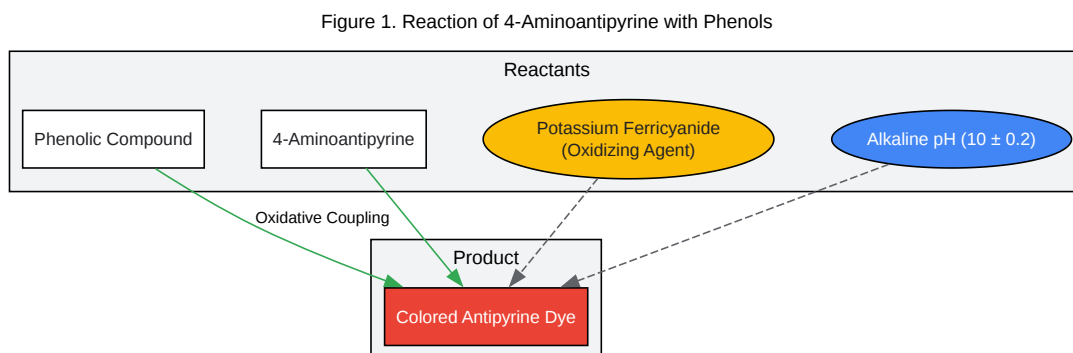 Figure 1. Reaction of 4-Aminoantipyrine with Phenols
Reactants
Phenolic Compound
4-Aminoantipyrine
Potassium Ferricyanide
(Oxidizing Agent)
Alkaline pH (10 ± 0.2)
Oxidative Coupling
Product
Colored Antipyrine Dye